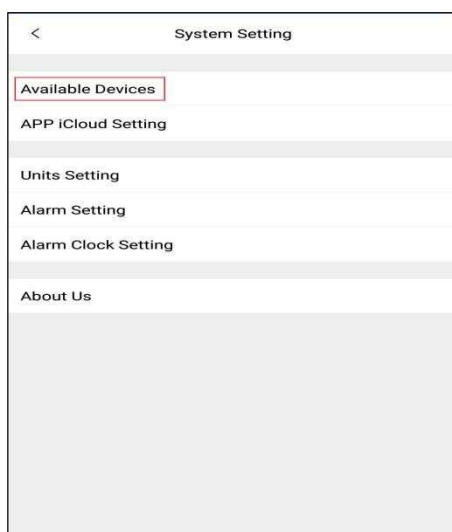 System Setting
Available Devices
APP iCloud Setting
Units Setting
Alarm Setting
Alarm Clock Setting
About Us